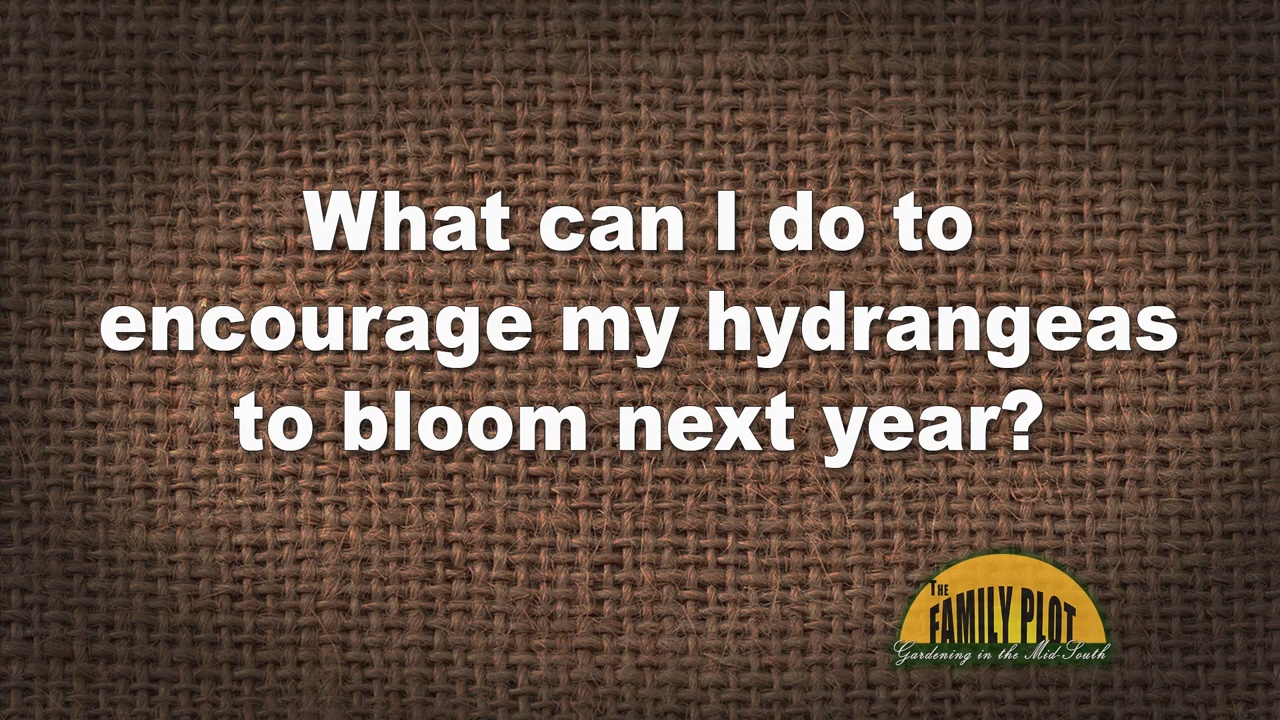 What can I do to
encourage my hydrangeas
to bloom next year?
THE
FAMILY PLOT
Gardening in the Mid-South